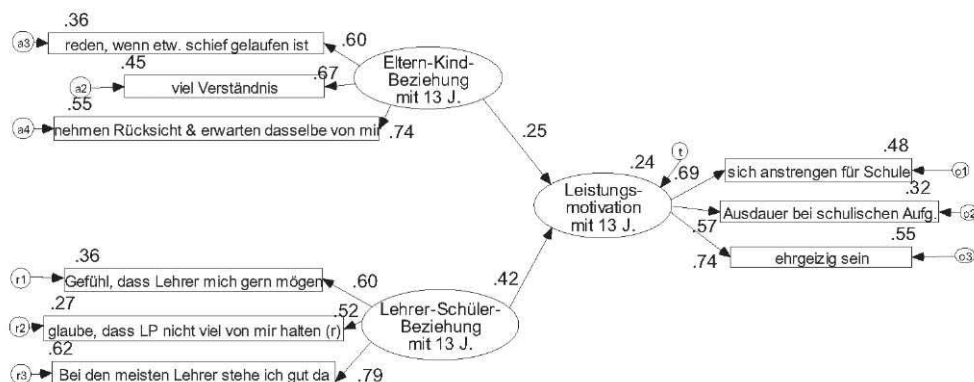 .36
a3
reden, wenn etw. schief gelaufen ist
.60
.45
a2
viel Verständnis
.67
.55
a4
nehmen Rücksicht & erwarten dasselbe von mir
.74
Eltern-Kind-
Beziehung
mit 13 J.
.25
.24
t
Leistungs-
motivation
mit 13 J.
.69
.48
sich anstrengen für Schule
o1
.32
Ausdauer bei schulischen Aufg.
o2
.57
.55
ehrgeizig sein
o3
.74
.42
.36
r1
Gefühl, dass Lehrer mich gern mögen
.60
.27
r2
glaube, dass LP nicht viel von mir halten (r)
.52
.62
r3
Bei den meisten Lehrer stehe ich gut da
.79
Lehrer-Schüler-
Beziehung
mit 13 J.